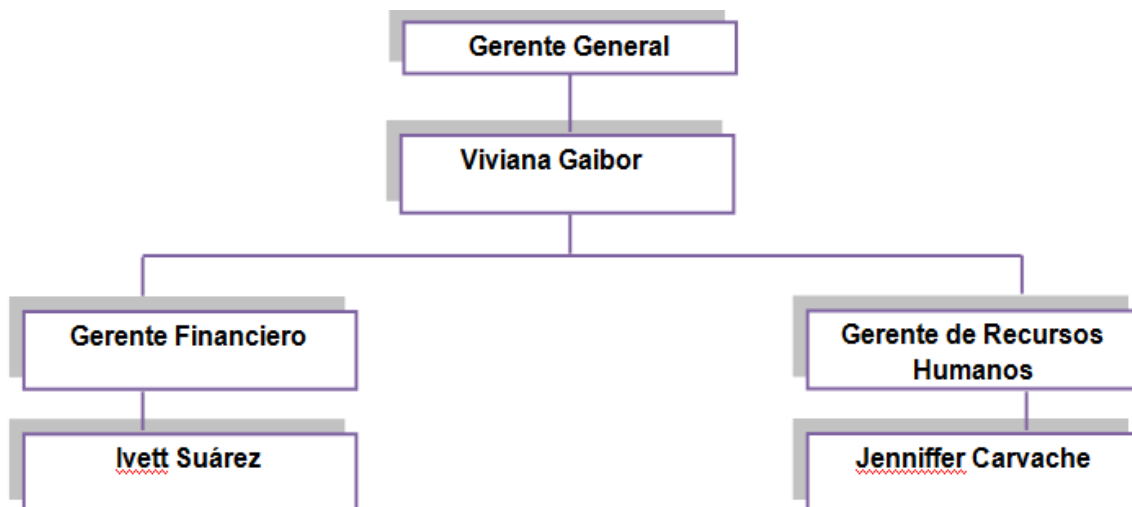 Gerente General
Viviana Gaibor
Gerente Financiero
Gerente de Recursos
Humanos
Ivett Suárez
Jenniffer Carvache